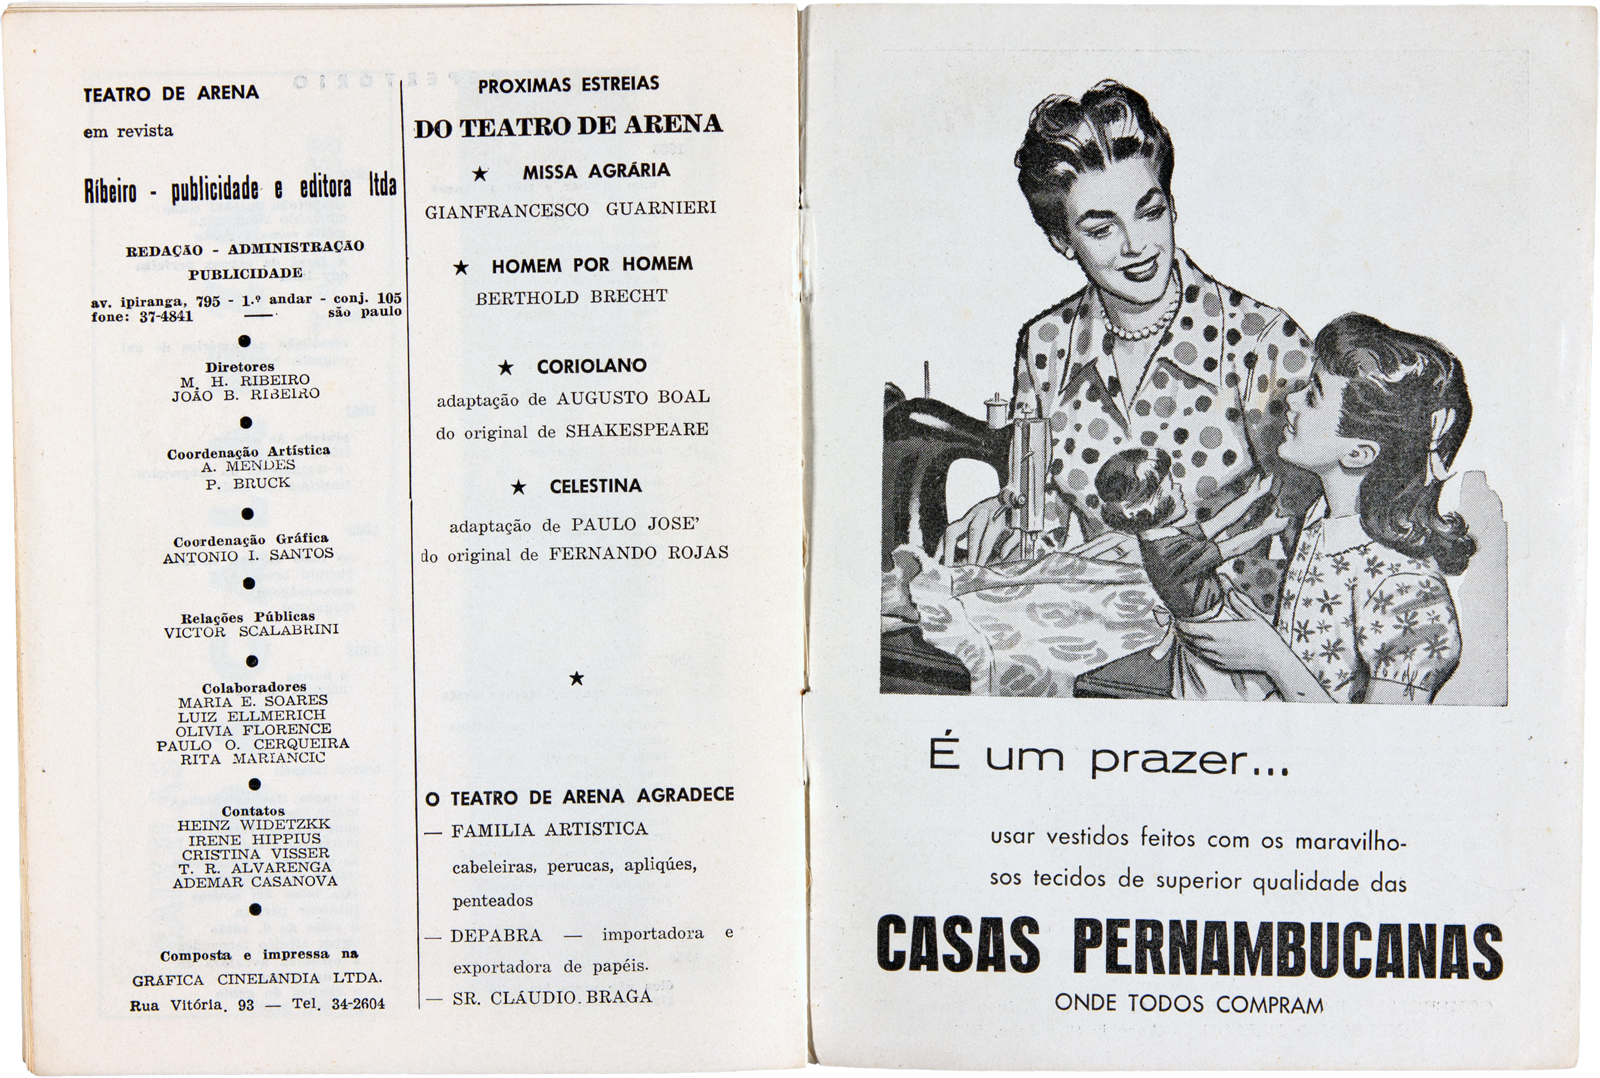 TEATRO DE ARENA
em revista
Ribeiro - publicidade e editora ltda
REDAÇÃO - ADMINISTRAÇÃO
PUBLICIDADE
av. ipiranga, 795 - 1.º andar - conj. 105
fone: 37-4841 — são paulo
Diretores
M. H. RIBEIRO
JOÃO B. RIBEIRO
Coordenação Artística
A. MENDES
P. BRUCK
Coordenação Gráfica
ANTONIO I. SANTOS
Relações Públicas
VICTOR SCALABRINI
Colaboradores
MARIA E. SOARES
LUIZ ELLMERICH
OLIVIA FLORENCE
PAULO O. CERQUEIRA
RITA MARIANCIC
Contatos
HEINZ WIDETZKK
IRENE HIPPIUS
CRISTINA VISSER
T. R. ALVARENGA
ADEMAR CASANOVA
Composta e impressa na
GRÁFICA CINELÂNDIA LTDA.
Rua Vitória, 93 — Tel. 34-2604
PROXIMAS ESTREIAS
DO TEATRO DE ARENA
★ MISSA AGRÁRIA
GIANFRANCESCO GUARNIERI
★ HOMEM POR HOMEM
BERTHOLD BRECHT
★ CORIOLANO
adaptação de AUGUSTO BOAL
do original de SHAKESPEARE
★ CELESTINA
adaptação de PAULO JOSE'
do original de FERNANDO ROJAS
★
O TEATRO DE ARENA AGRADECE
— FAMILIA ARTISTICA
cabeleiras, perucas, apliqúes,
penteados
— DEPABRA — importadora e
exportadora de papéis.
— SR. CLÁUDIO. BRAGA
É um prazer...
usar vestidos feitos com os maravilho-
sos tecidos de superior qualidade das
CASAS PERNAMBUCANAS
ONDE TODOS COMPRAM